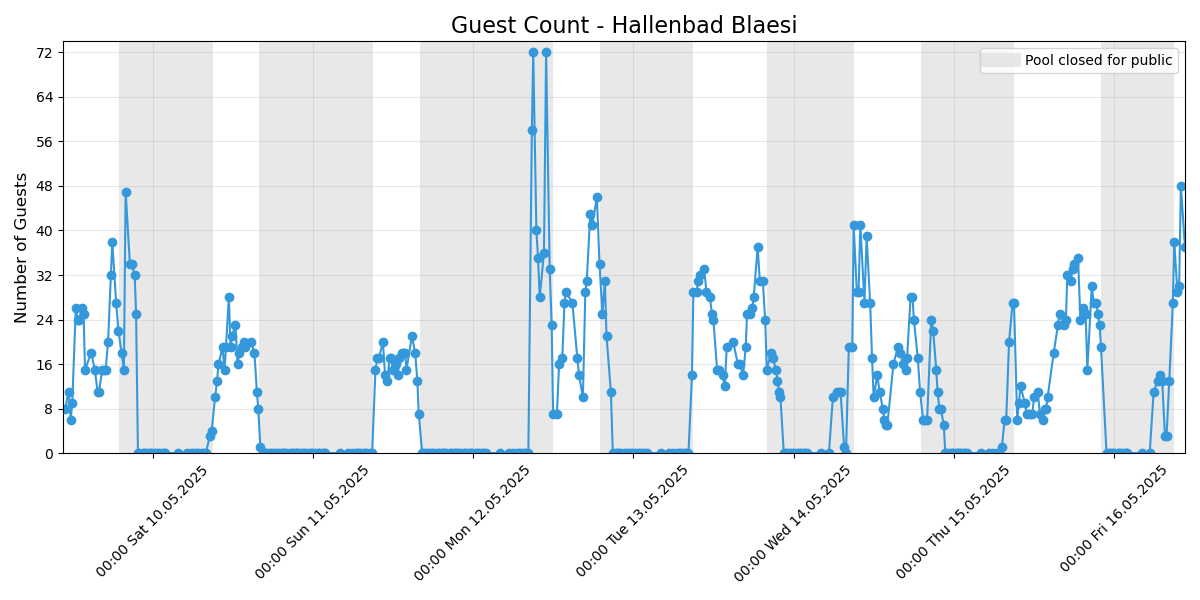 Guest Count - Hallenbad Blaesi
Pool closed for public
Number of Guests
72
64
56
48
40
32
24
16
8
0
00:00 Sat 10.05.2025
00:00 Sun 11.05.2025
00:00 Mon 12.05.2025
00:00 Tue 13.05.2025
00:00 Wed 14.05.2025
00:00 Thu 15.05.2025
00:00 Fri 16.05.2025